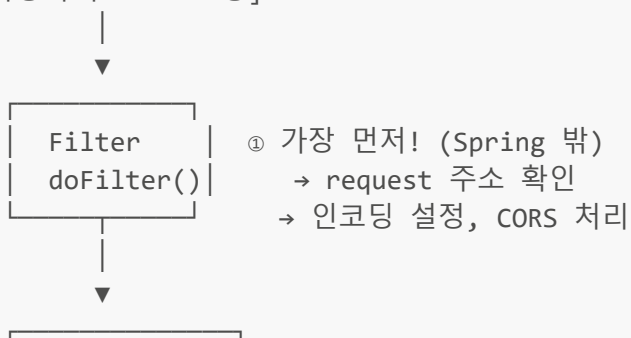 Filter ① 가장 먼저! (Spring 밖)
doFilter() → request 주소 확인
→ 인코딩 설정, CORS 처리